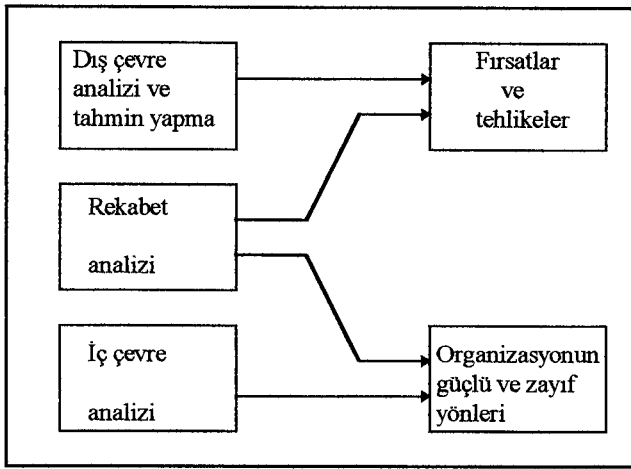 Dış çevre
analizi ve
tahmin yapma
Fırsatlar
ve
tehlikeler
Rekabet
analizi
İç çevre
analizi
Organizasyonun
güçlü ve zayıf
yönleri